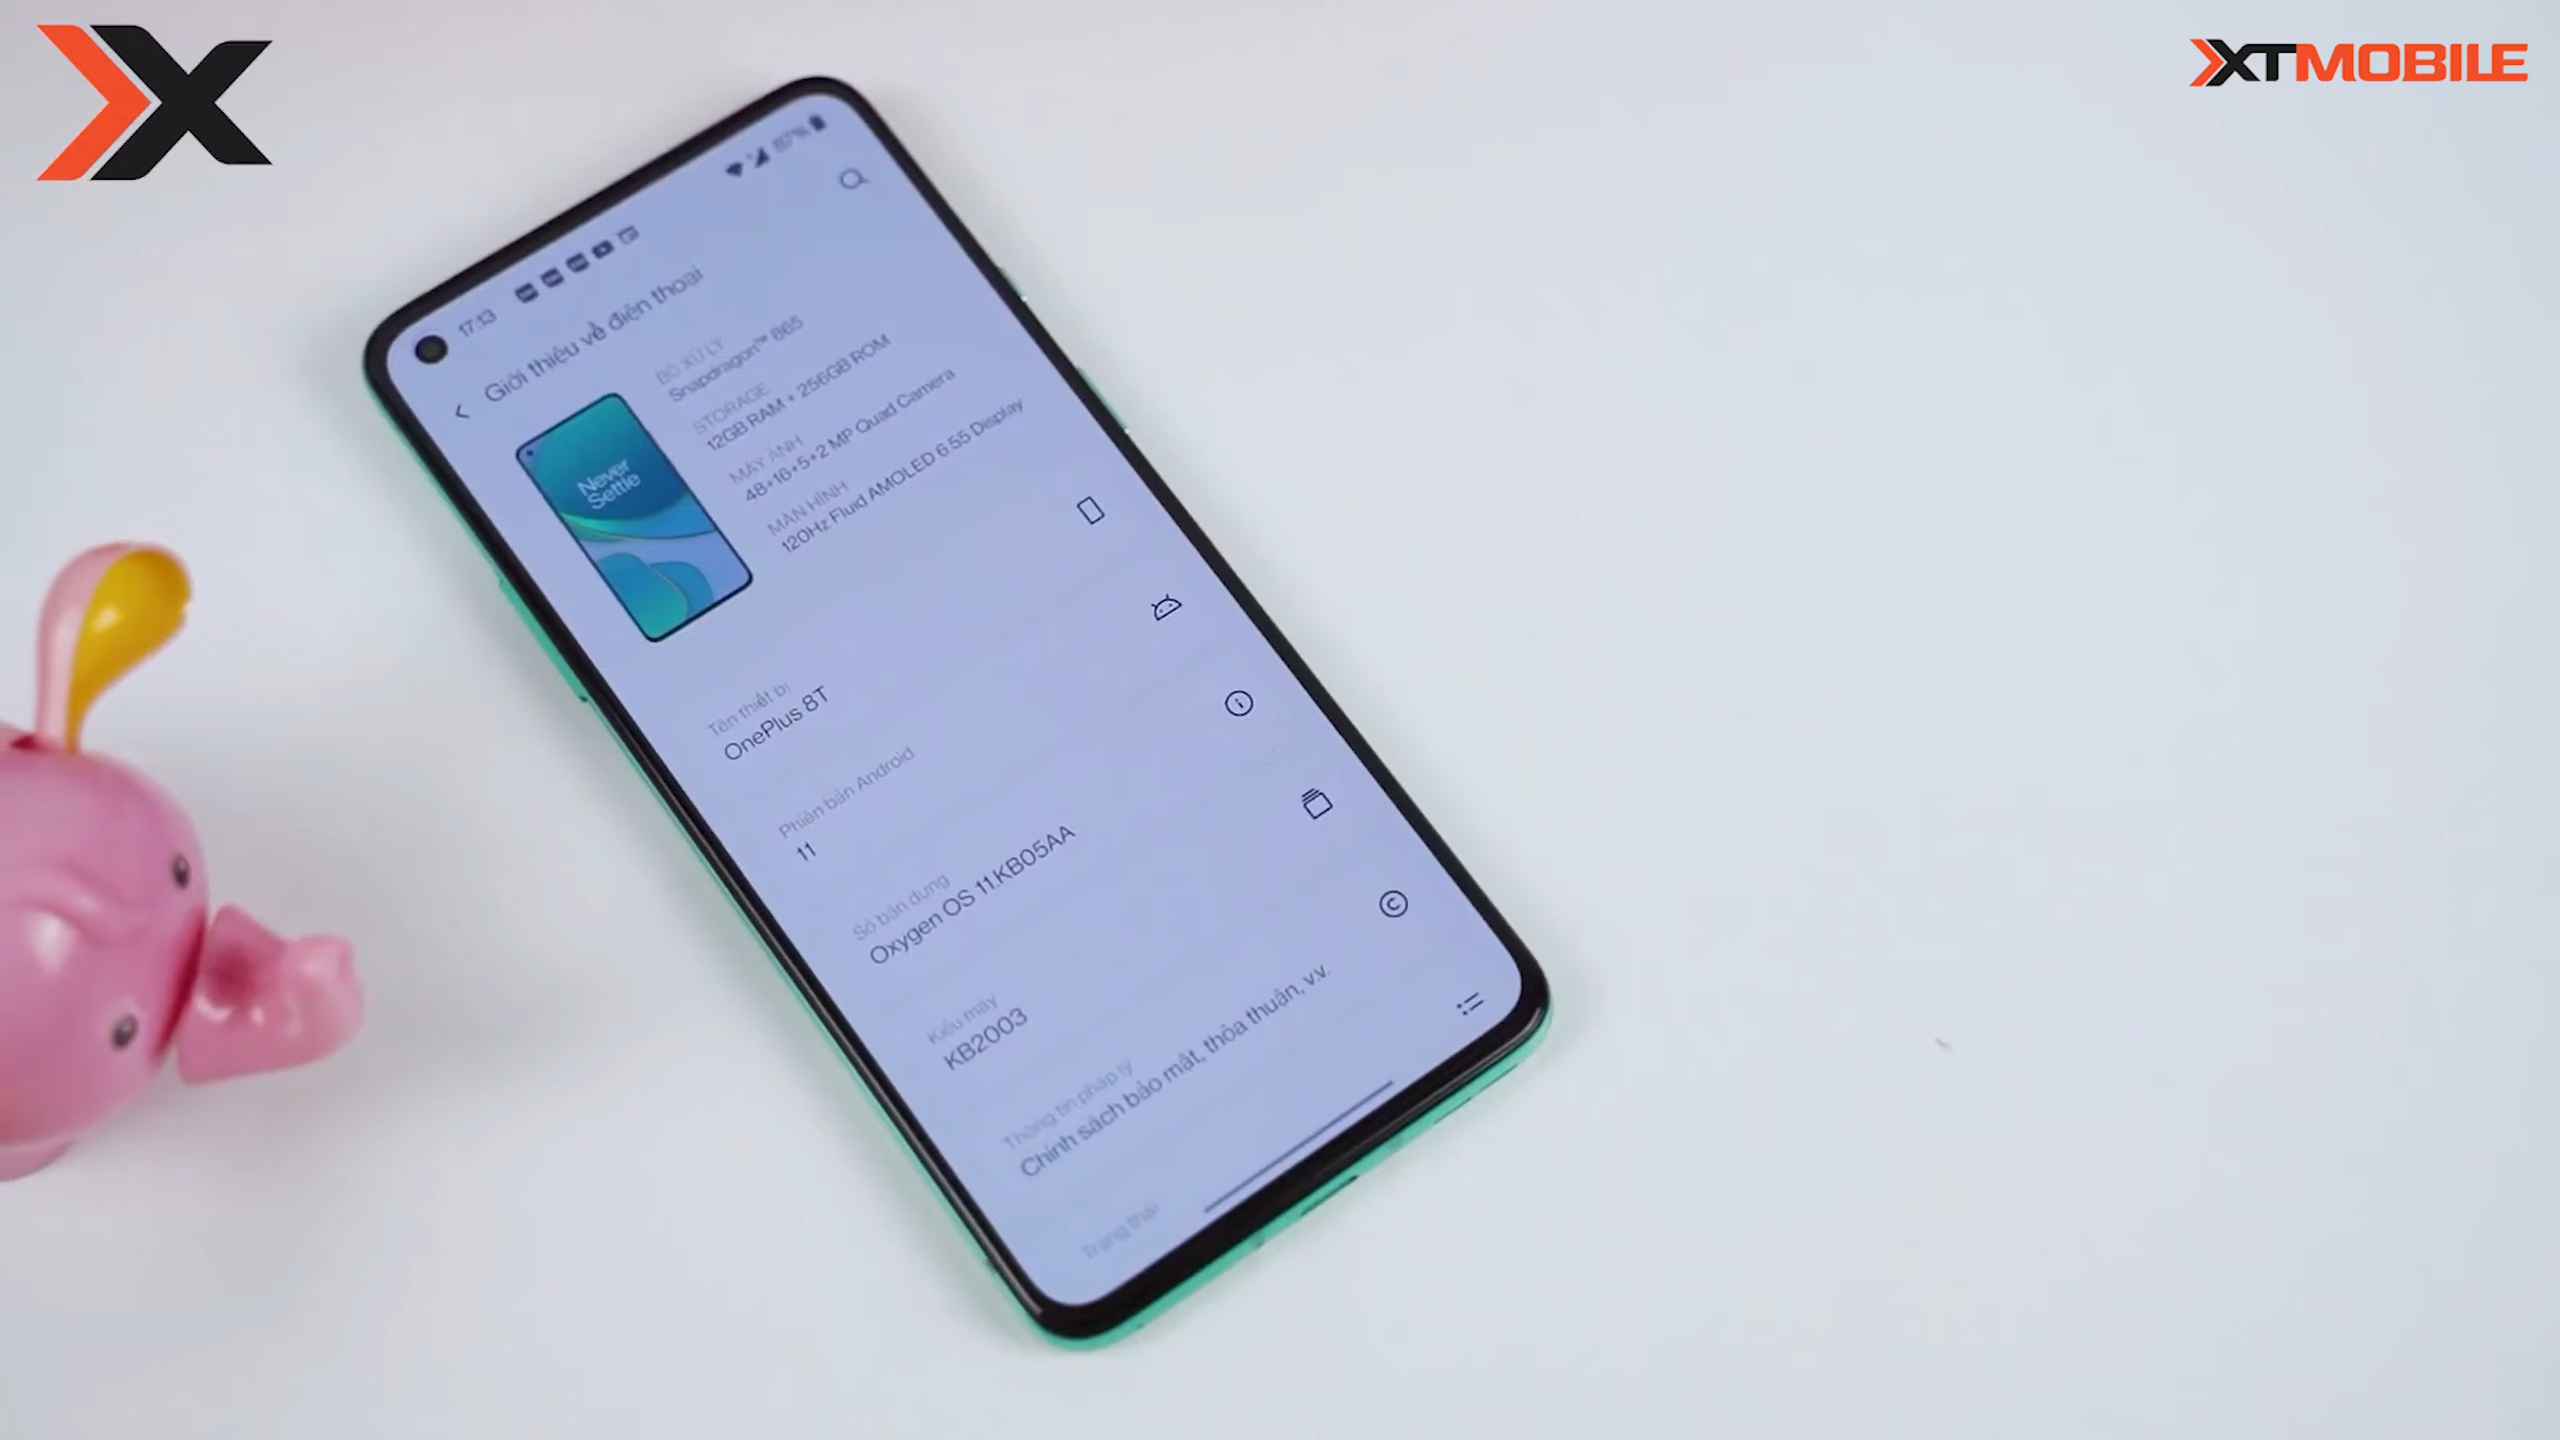 XTMOBILE
17:13
87%
Giới thiệu về điện thoại
BỘ XỬ LÝ
Snapdragon™ 865
STORAGE
12GB RAM + 256GB ROM
MÁY ẢNH
48+16+5+2 MP Quad Camera
MÀN HÌNH
120Hz Fluid AMOLED 6.55 Display
Never
Settle
Tên thiết bị
OnePlus 8T
Phiên bản Android
11
Số bản dựng
Oxygen OS 11.KB05AA
Kiểu máy
KB2003
Thông tin pháp lý
Chính sách bảo mật, thỏa thuận, v.v.
Trạng thái